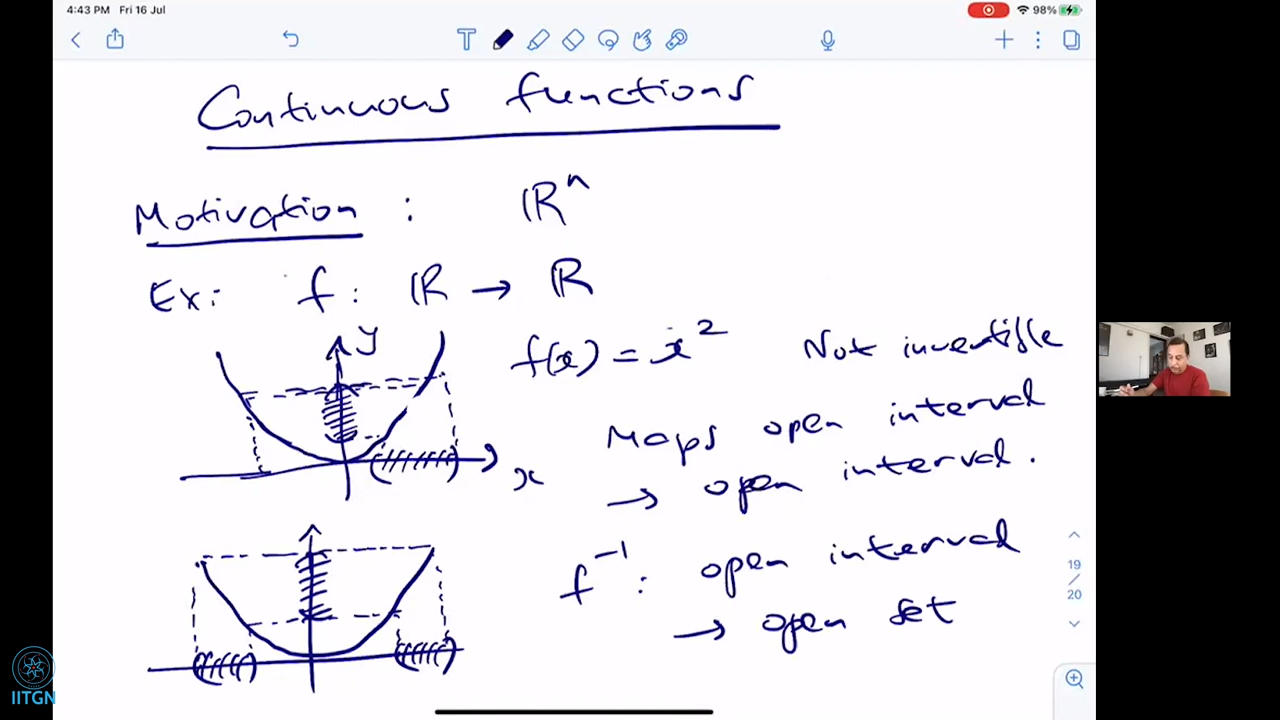 4:43 PM Fri 16 Jul
98%
T
Continuous functions
Motivation : ℝⁿ
Ex: f : ℝ → ℝ
y
f(x) = x² Not invertible
Maps open interval
x
→ open interval.
f⁻¹ : open interval
→ open set
19
/
20
IITGN